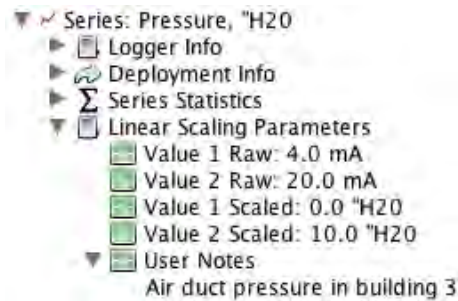 Series: Pressure, "H20
Logger Info
Deployment Info
Σ Series Statistics
Linear Scaling Parameters
Value 1 Raw: 4.0 mA
Value 2 Raw: 20.0 mA
Value 1 Scaled: 0.0 "H20
Value 2 Scaled: 10.0 "H20
User Notes
Air duct pressure in building 3